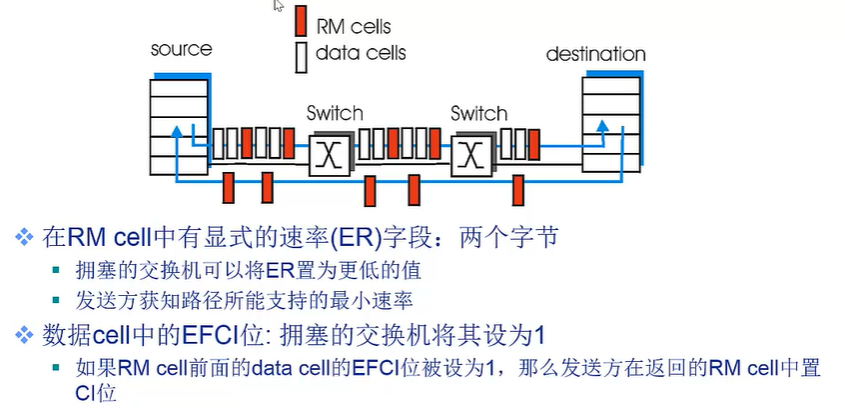 RM cells
data cells
source
destination
Switch
Switch
在RM cell中有显式的速率(ER)字段：两个字节
拥塞的交换机可以将ER置为更低的值
发送方获知路径所能支持的最小速率
数据cell中的EFCI位: 拥塞的交换机将其设为1
如果RM cell前面的data cell的EFCI位被设为1，那么发送方在返回的RM cell中置
CI位